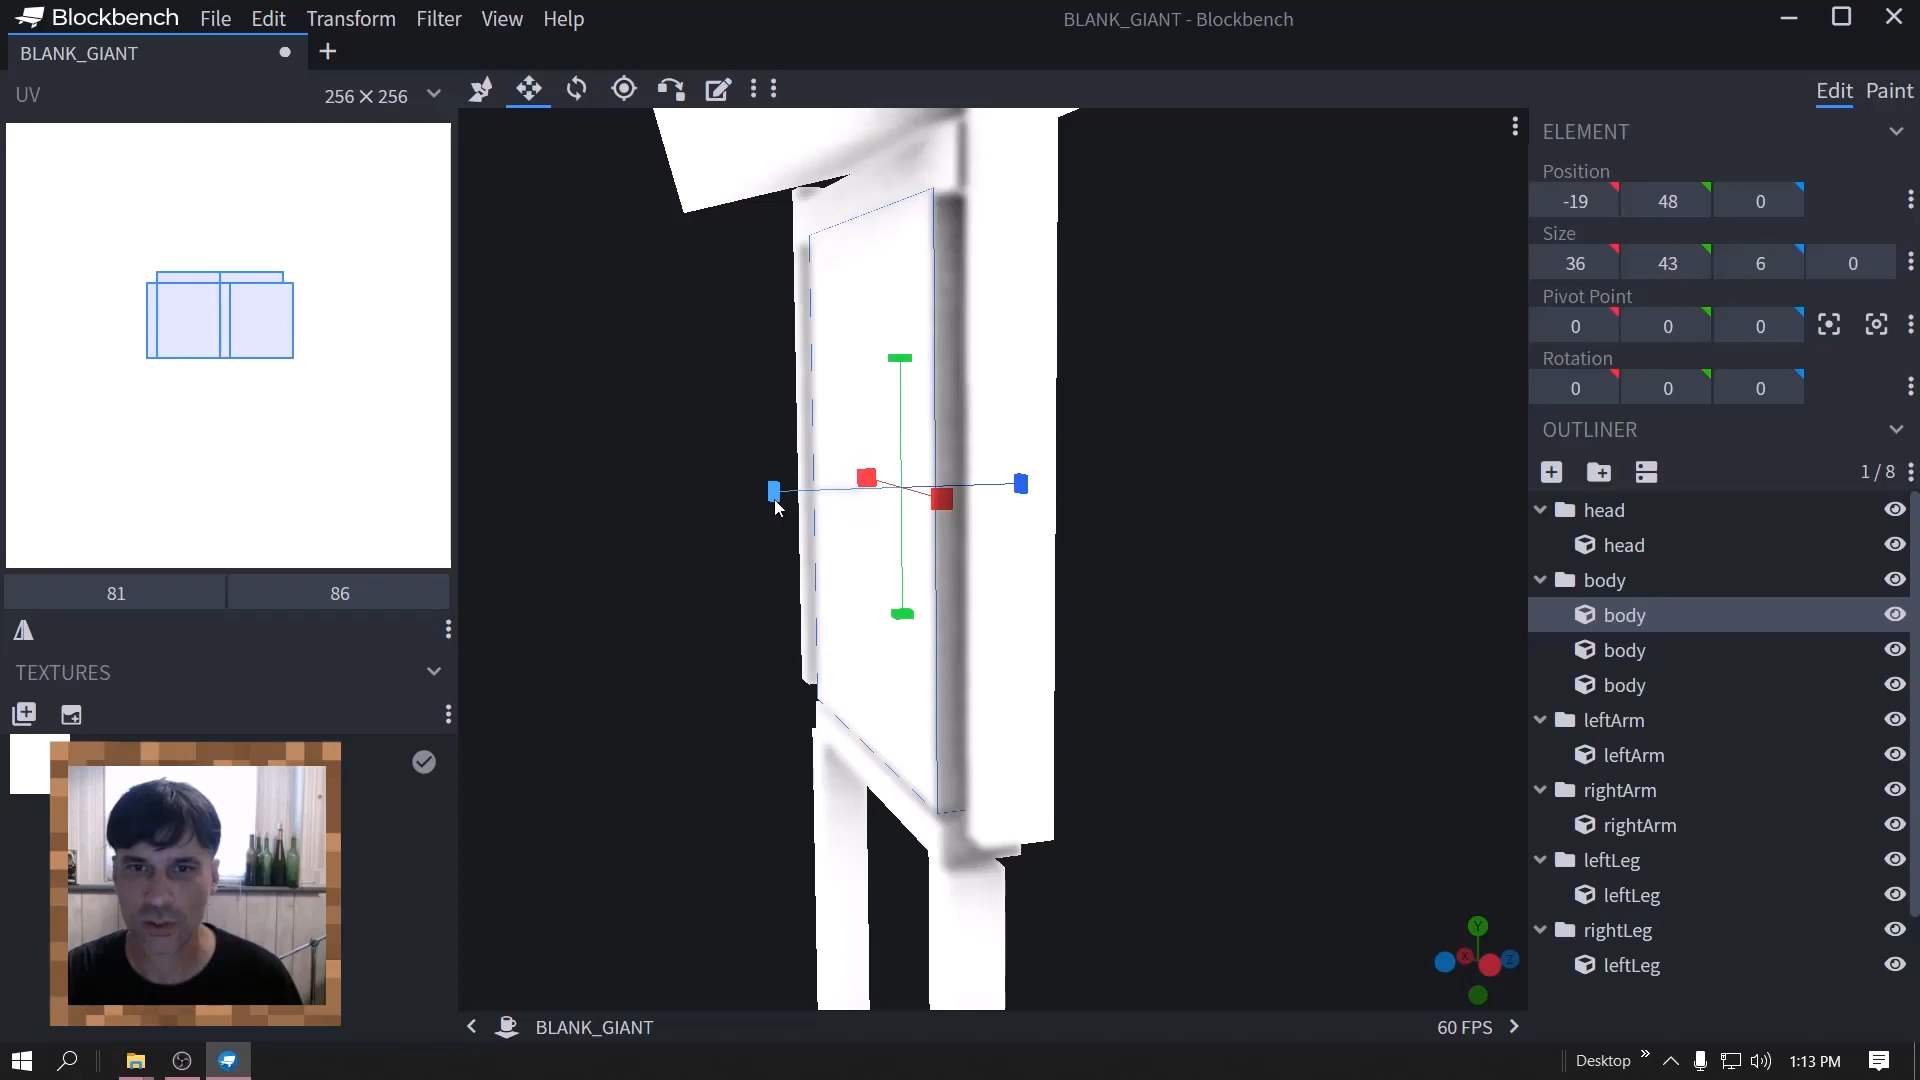 Blockbench File Edit Transform Filter View Help
BLANK_GIANT - Blockbench
BLANK_GIANT
UV
256 × 256
81 86
TEXTURES
Edit Paint
ELEMENT
Position
-19 48 0
Size
36 43 6 0
Pivot Point
0 0 0
Rotation
0 0 0
OUTLINER
1 / 8
head
head
body
body
body
body
leftArm
leftArm
rightArm
rightArm
leftLeg
leftLeg
rightLeg
leftLeg
Y
X
Z
BLANK_GIANT
60 FPS
Desktop
1:13 PM